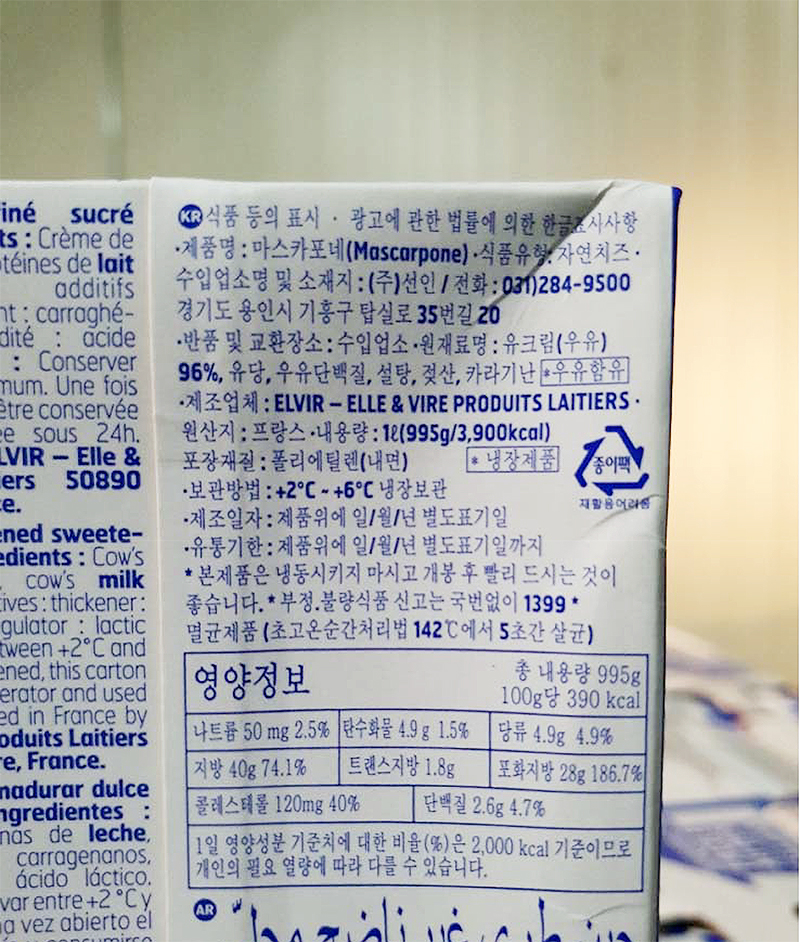 finé sucré
ts : Crème de
otéines de lait
additifs
nt : carraghé-
dité : acide
: Conserver
mum. Une fois
être conservée
ée sous 24h.
LVIR – Elle &
iers 50890
ce.
ened sweete-
edients : Cow's
, cow's milk
tives : thickener :
gulator : lactic
tween +2°C and
ened, this carton
erator and used
ed in France by
oduits Laitiers
re, France.
madurar dulce
ngredientes :
nas de leche,
carragenanos,
ácido láctico.
var entre +2 °C y
na vez abierto el
KR 식품 등의 표시 · 광고에 관한 법률에 의한 한글표시사항
·제품명 : 마스카포네(Mascarpone) ·식품유형: 자연치즈 ·
수입업소명 및 소재지 : (주)선인 / 전화 : 031)284-9500
경기도 용인시 기흥구 탑실로 35번길 20
·반품 및 교환장소 : 수입업소 ·원재료명 : 유크림(우유)
96%, 유당, 우유단백질, 설탕, 젖산, 카라기난 *우유함유
·제조업체 : ELVIR – ELLE & VIRE PRODUITS LAITIERS ·
원산지 : 프랑스 ·내용량 : 1ℓ(995g/3,900kcal)
포장재질 : 폴리에틸렌(내면) * 냉장제품
종이팩
재활용어려움
·보관방법 : +2°C ~ +6°C 냉장보관
·제조일자 : 제품위에 일/월/년 별도표기일
·유통기한 : 제품위에 일/월/년 별도표기일까지
* 본제품은 냉동시키지 마시고 개봉 후 빨리 드시는 것이
좋습니다. * 부정.불량식품 신고는 국번없이 1399 *
멸균제품 (초고온순간처리법 142℃에서 5초간 살균)
영양정보
총 내용량 995g
100g당 390 kcal
나트륨 50 mg 2.5% 탄수화물 4.9 g 1.5% 당류 4.9g 4.9%
지방 40g 74.1% 트랜스지방 1.8g 포화지방 28g 186.7%
콜레스테롤 120mg 40% 단백질 2.6g 4.7%
1일 영양성분 기준치에 대한 비율(%)은 2,000 kcal 기준이므로
개인의 필요 열량에 따라 다를 수 있습니다.
AR